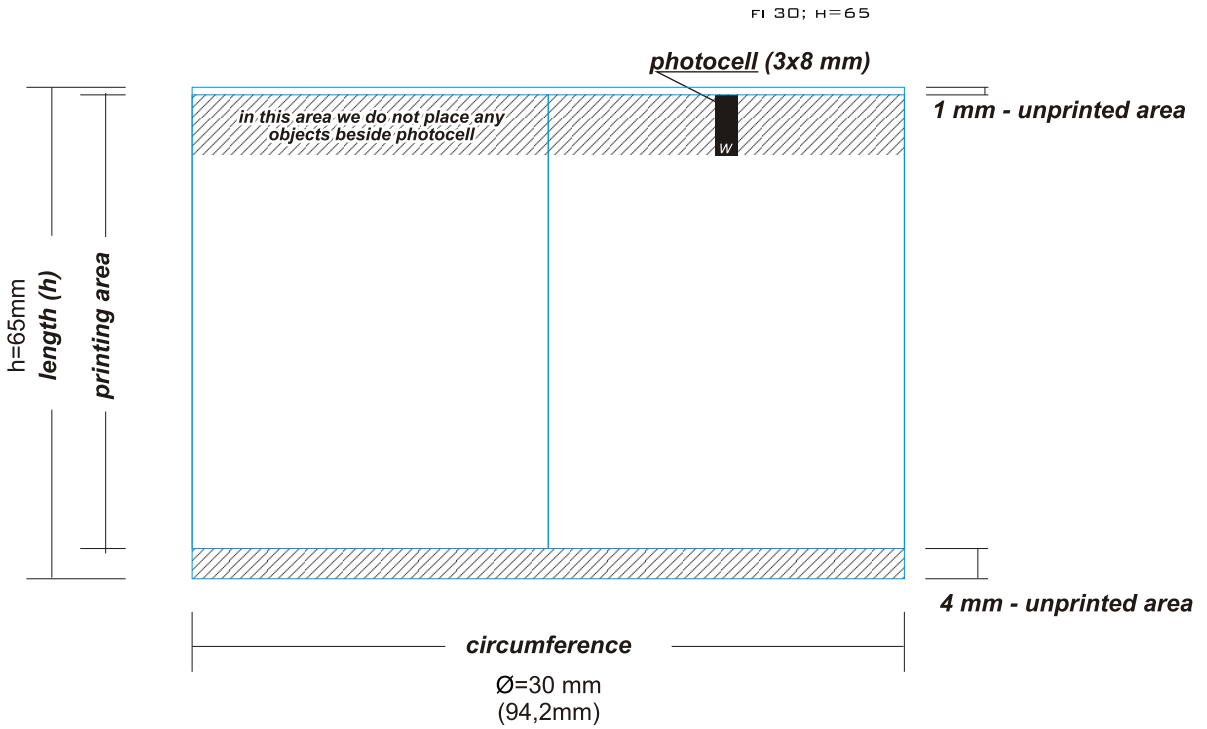 FI 30; H=65
photocell (3x8 mm)
1 mm - unprinted area
in this area we do not place any
objects beside photocell
W
h=65mm
length (h)
printing area
4 mm - unprinted area
circumference
Ø=30 mm
(94,2mm)